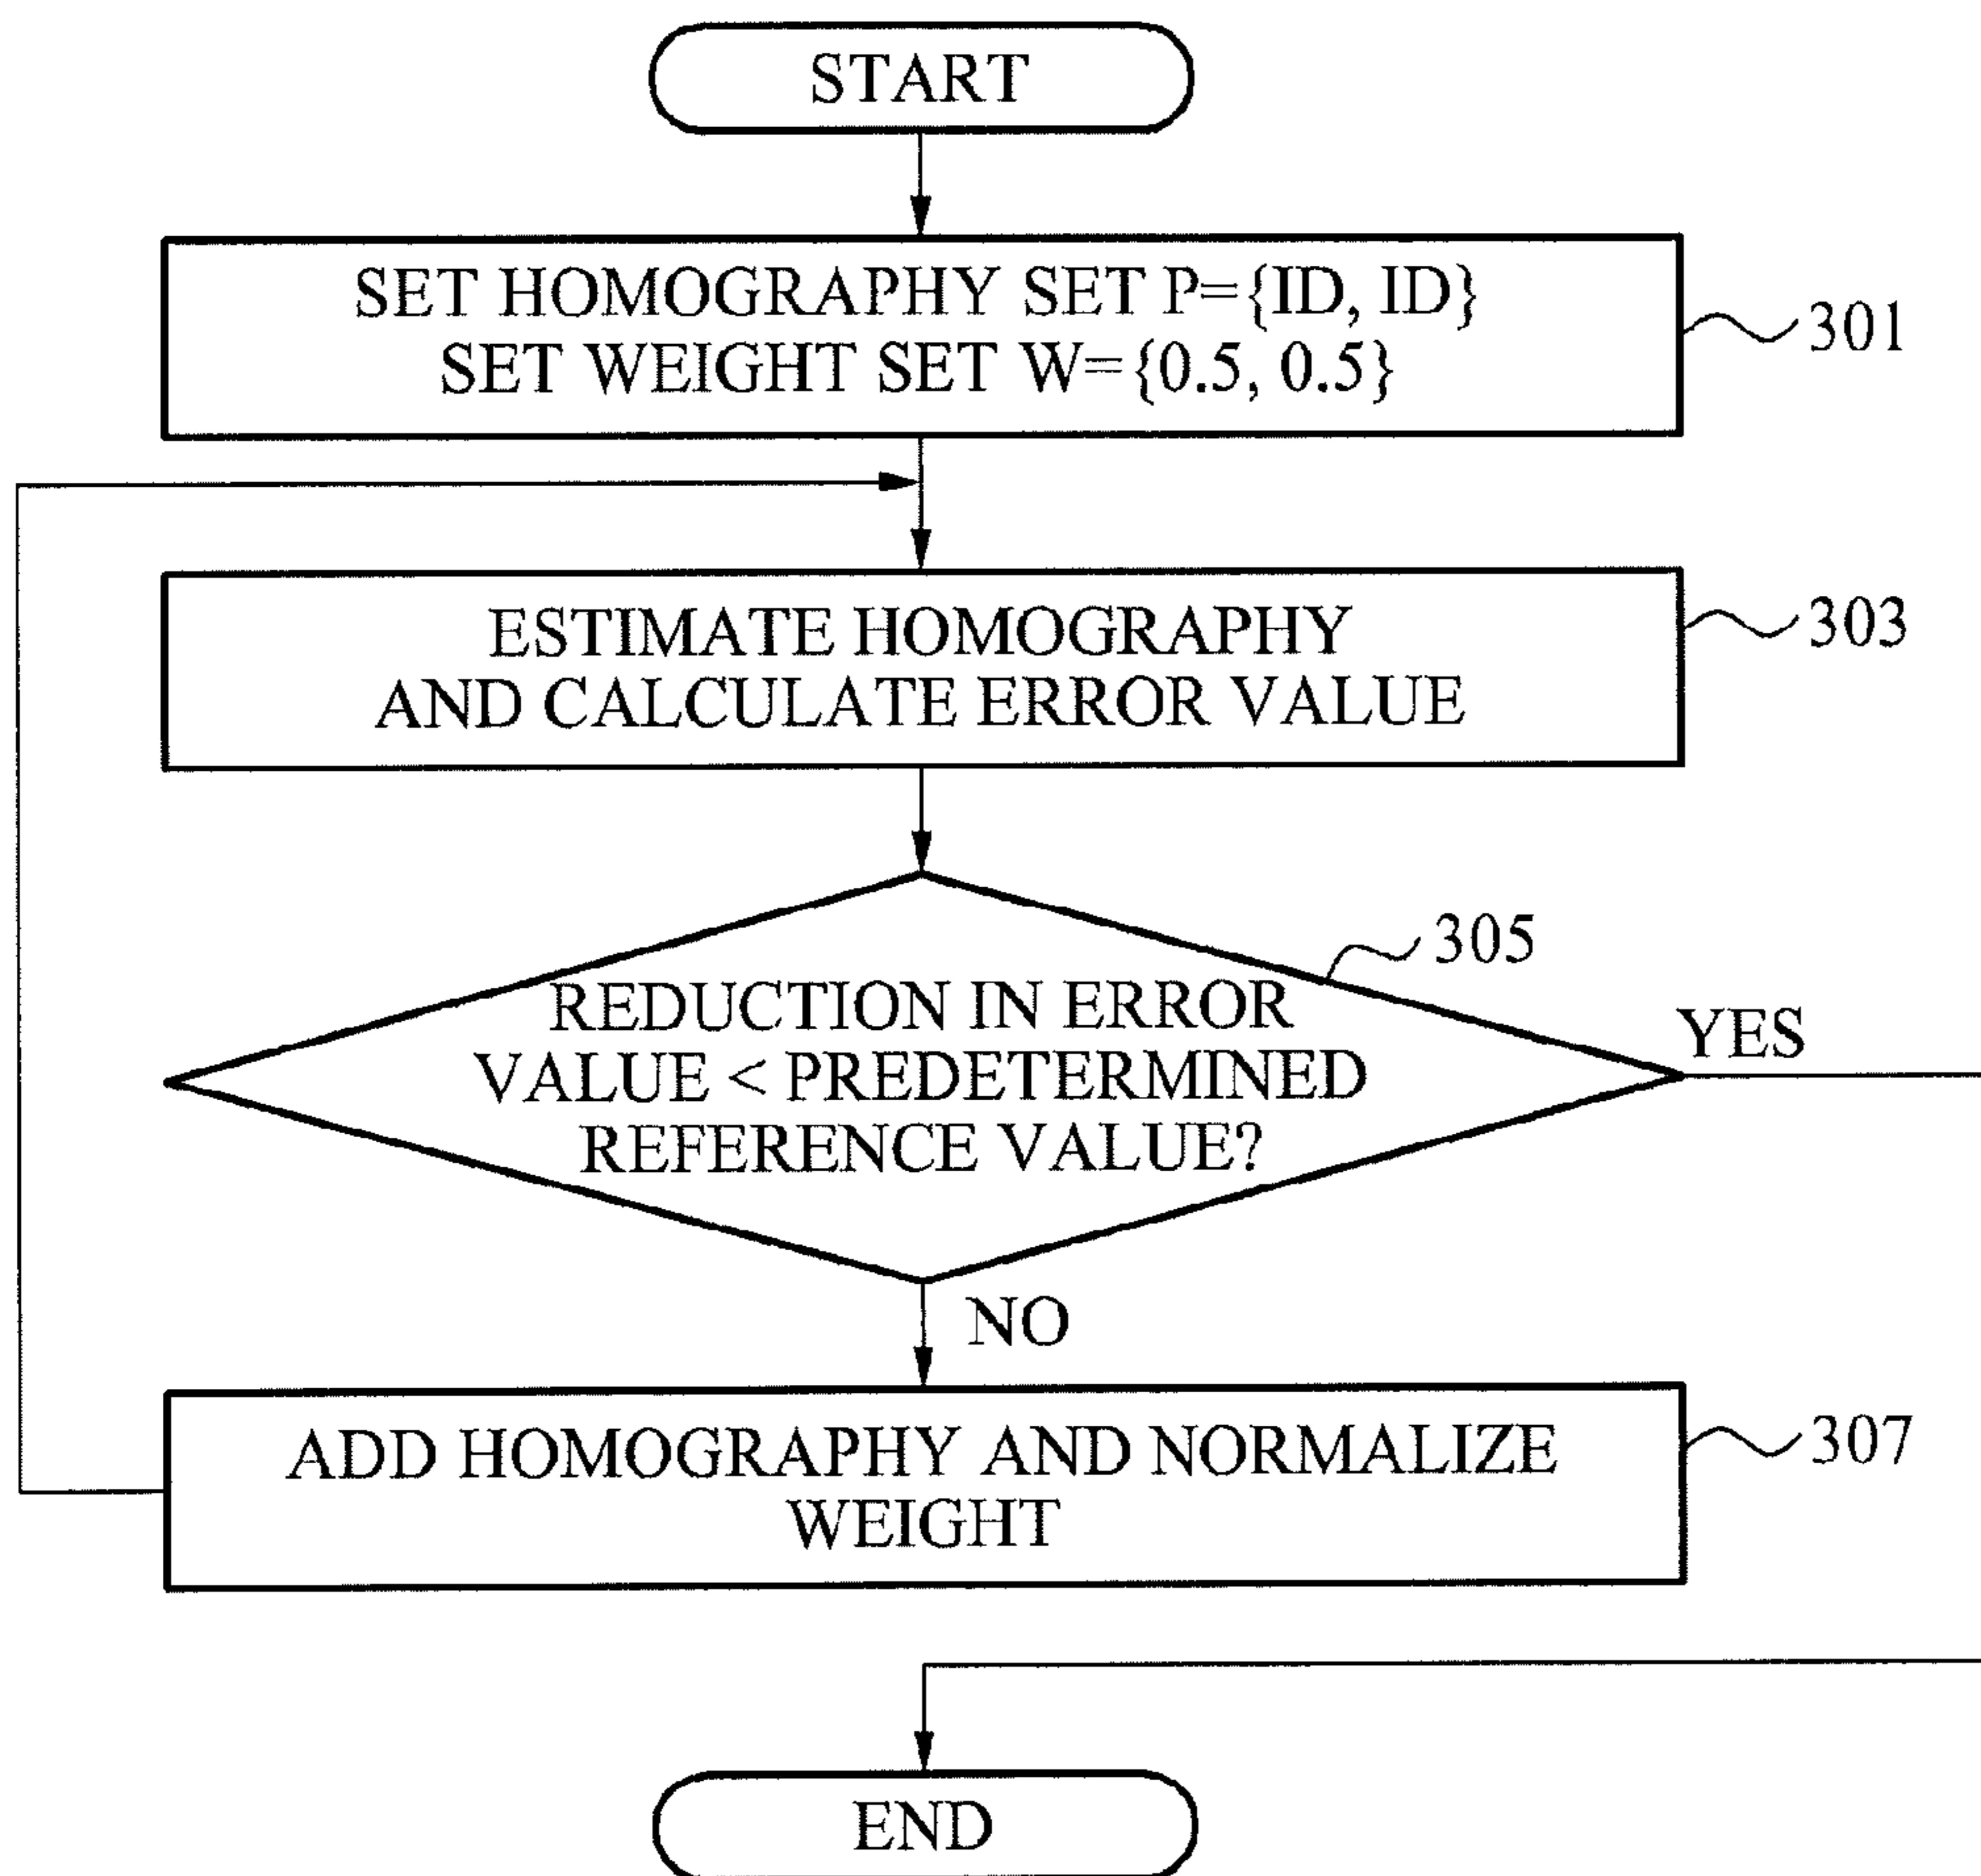 START
SET HOMOGRAPHY SET P={ID, ID}
SET WEIGHT SET W={0.5, 0.5}
301
ESTIMATE HOMOGRAPHY
AND CALCULATE ERROR VALUE
303
305
REDUCTION IN ERROR
VALUE < PREDETERMINED
REFERENCE VALUE?
YES
NO
ADD HOMOGRAPHY AND NORMALIZE
WEIGHT
307
END